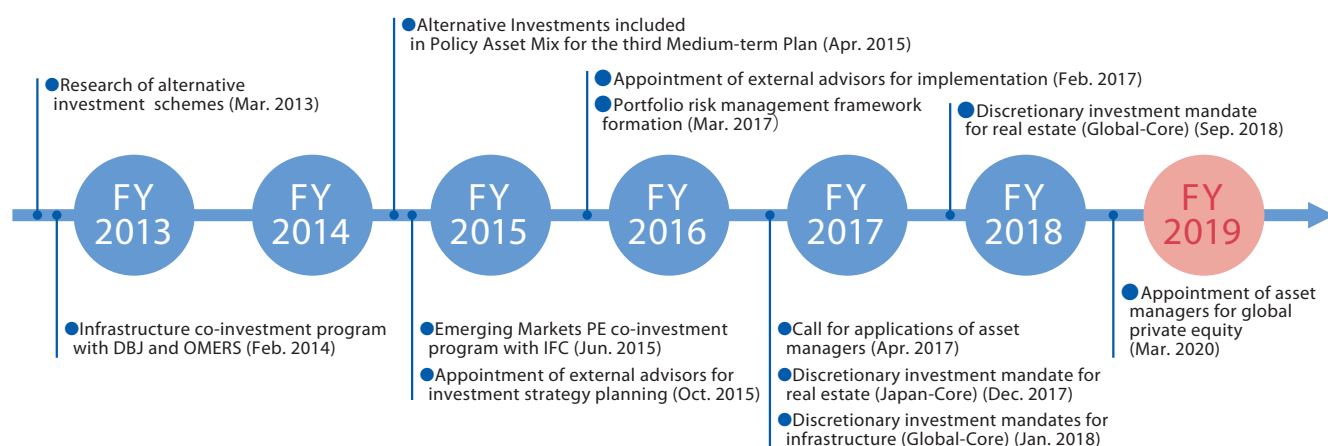 ●Alternative Investments included
in Policy Asset Mix for the third Medium-term Plan (Apr. 2015)
●Research of alternative
investment schemes (Mar. 2013)
●Appointment of external advisors for implementation (Feb. 2017)
●Portfolio risk management framework
formation (Mar. 2017)
●Discretionary investment mandate
for real estate (Global-Core) (Sep. 2018)
FY
2013
FY
2014
FY
2015
FY
2016
FY
2017
FY
2018
FY
2019
●Infrastructure co-investment program
with DBJ and OMERS (Feb. 2014)
●Emerging Markets PE co-investment
program with IFC (Jun. 2015)
●Appointment of external advisors for
investment strategy planning (Oct. 2015)
●Call for applications of asset
managers (Apr. 2017)
●Discretionary investment mandate for
real estate (Japan-Core) (Dec. 2017)
●Discretionary investment mandates for
infrastructure (Global-Core) (Jan. 2018)
●Appointment of asset
managers for global
private equity
(Mar. 2020)